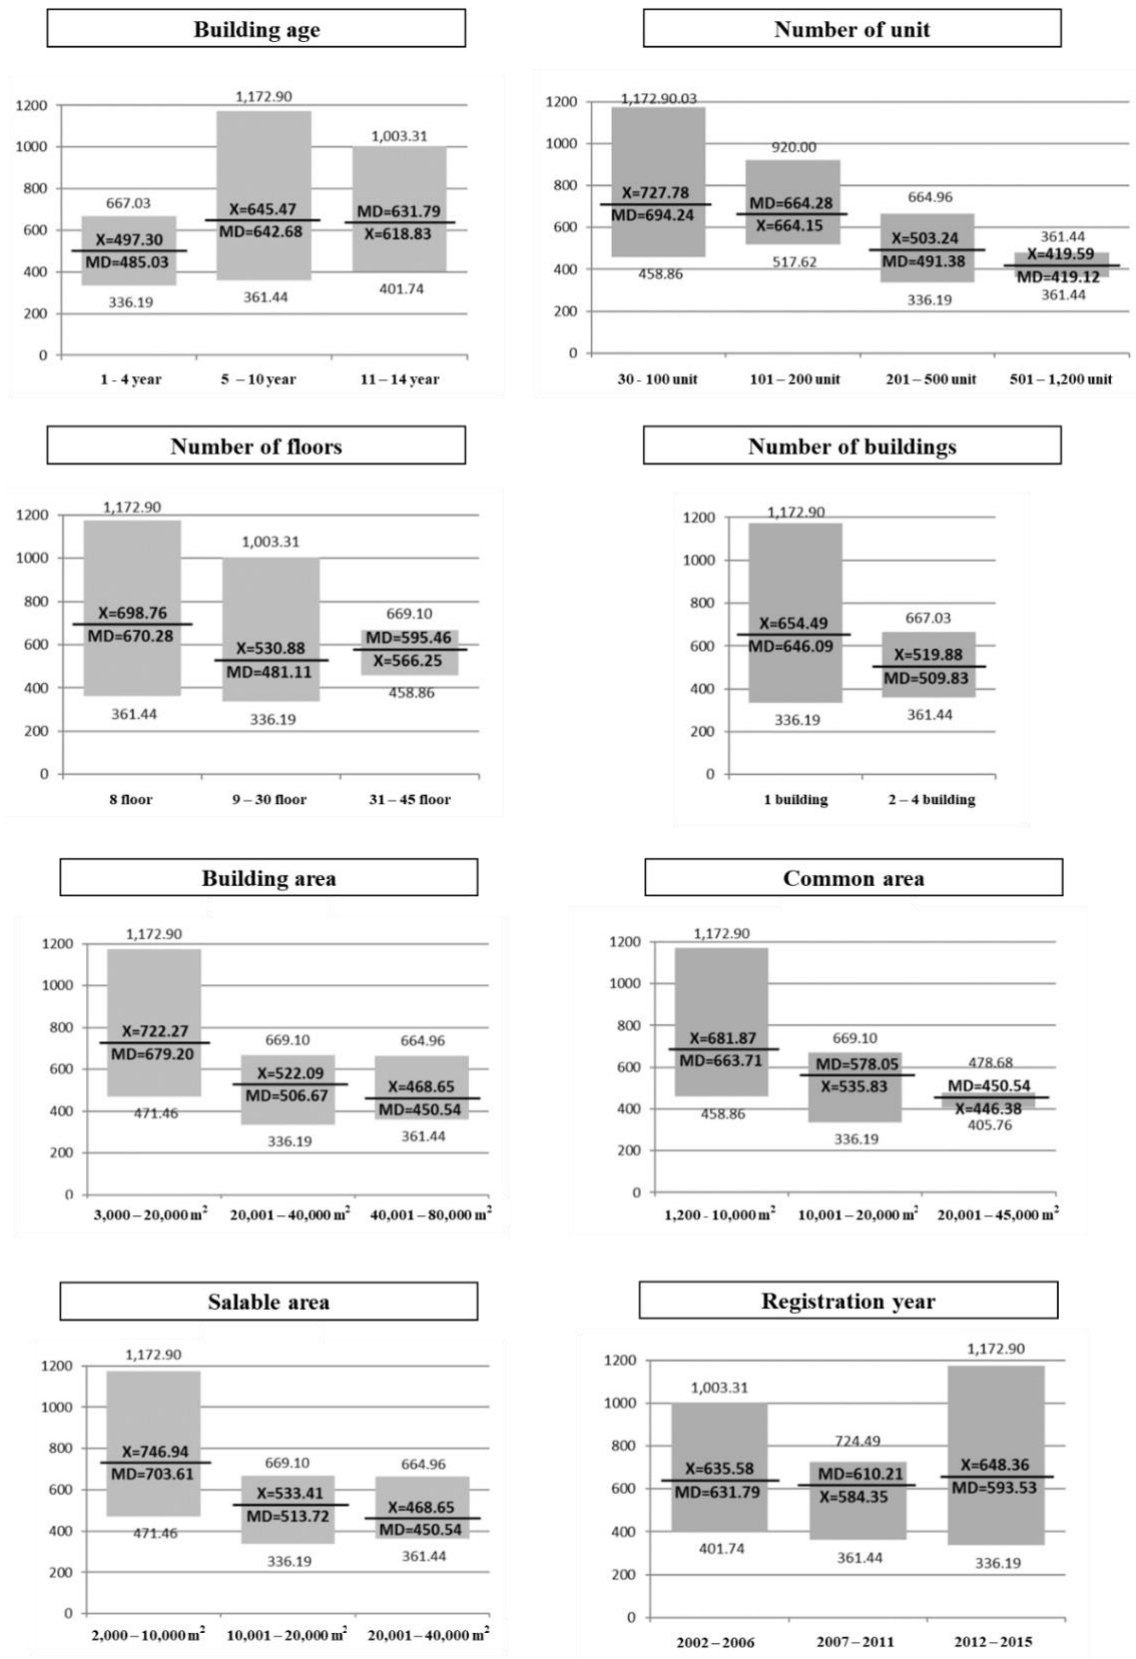 Building age
1,172.90
1200
1,003.31
1000
800
667.03
X=645.47
MD=631.79
600
X=497.30
MD=642.68
X=618.83
MD=485.03
400
336.19
361.44
401.74
200
0
1 - 4 year
5 – 10 year
11 – 14 year
Number of unit
1200
1,172.90.03
1000
920.00
800
X=727.78
MD=664.28
664.96
MD=694.24
600
X=664.15
X=503.24
361.44
MD=491.38
X=419.59
400
458.86
517.62
MD=419.12
336.19
361.44
200
0
30 - 100 unit
101 – 200 unit
201 – 500 unit
501 – 1,200 unit
Number of floors
1,172.90
1200
1,003.31
1000
800
X=698.76
669.10
MD=670.28
MD=595.46
600
X=530.88
X=566.25
MD=481.11
400
458.86
361.44
336.19
200
0
8 floor
9 – 30 floor
31 – 45 floor
Number of buildings
1,172.90
1200
1000
800
X=654.49
667.03
600
MD=646.09
X=519.88
MD=509.83
400
336.19
361.44
200
0
1 building
2 – 4 building
Building area
1,172.90
1200
1000
800
X=722.27
669.10
664.96
MD=679.20
600
X=522.09
X=468.65
MD=506.67
MD=450.54
400
471.46
336.19
361.44
200
0
3,000 – 20,000 m²
20,001 – 40,000 m²
40,001 – 80,000 m²
Common area
1,172.90
1200
1000
800
X=681.87
669.10
MD=663.71
MD=578.05
478.68
600
X=535.83
MD=450.54
400
458.86
X=446.38
336.19
405.76
200
0
1,200 - 10,000 m²
10,001 – 20,000 m²
20,001 – 45,000 m²
Salable area
1,172.90
1200
1000
800
X=746.94
669.10
664.96
MD=703.61
600
X=533.41
X=468.65
MD=513.72
MD=450.54
400
471.46
336.19
361.44
200
0
2,000 – 10,000 m²
10,001 – 20,000 m²
20,001 – 40,000 m²
Registration year
1,172.90
1200
1,003.31
1000
800
724.49
X=635.58
MD=610.21
X=648.36
600
MD=631.79
X=584.35
MD=593.53
400
401.74
361.44
336.19
200
0
2002 – 2006
2007 – 2011
2012 – 2015